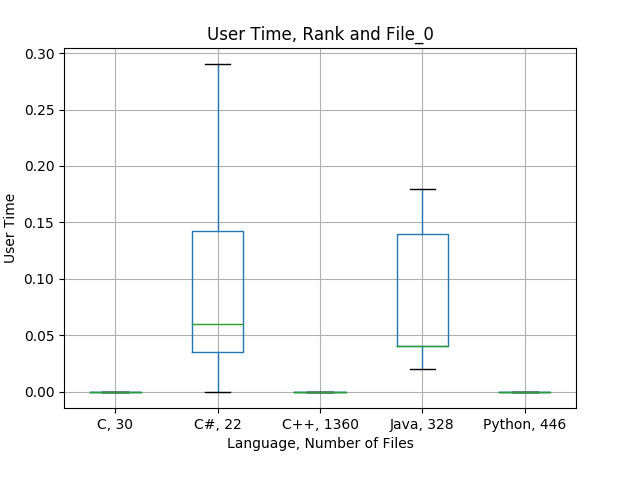 User Time, Rank and File_0
0.30
0.25
0.20
0.15
0.10
0.05
0.00
User Time
C, 30
C#, 22
C++, 1360
Java, 328
Python, 446
Language, Number of Files